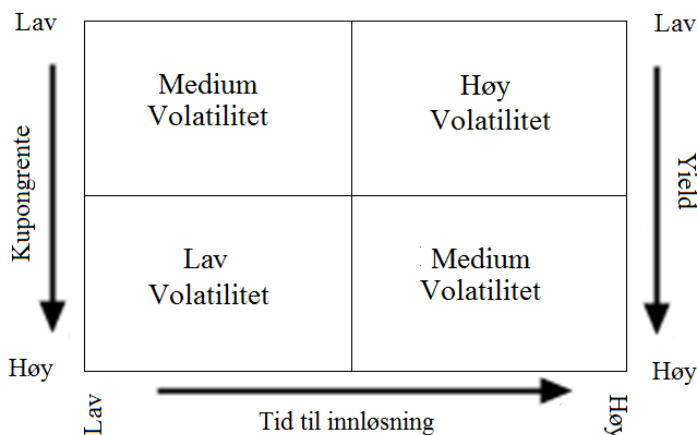 Lav
Lav
Medium
Volatilitet
Høy
Volatilitet
Kupongrente
Yield
Lav
Volatilitet
Medium
Volatilitet
Høy
Høy
Lav
Tid til innløsning
Høy